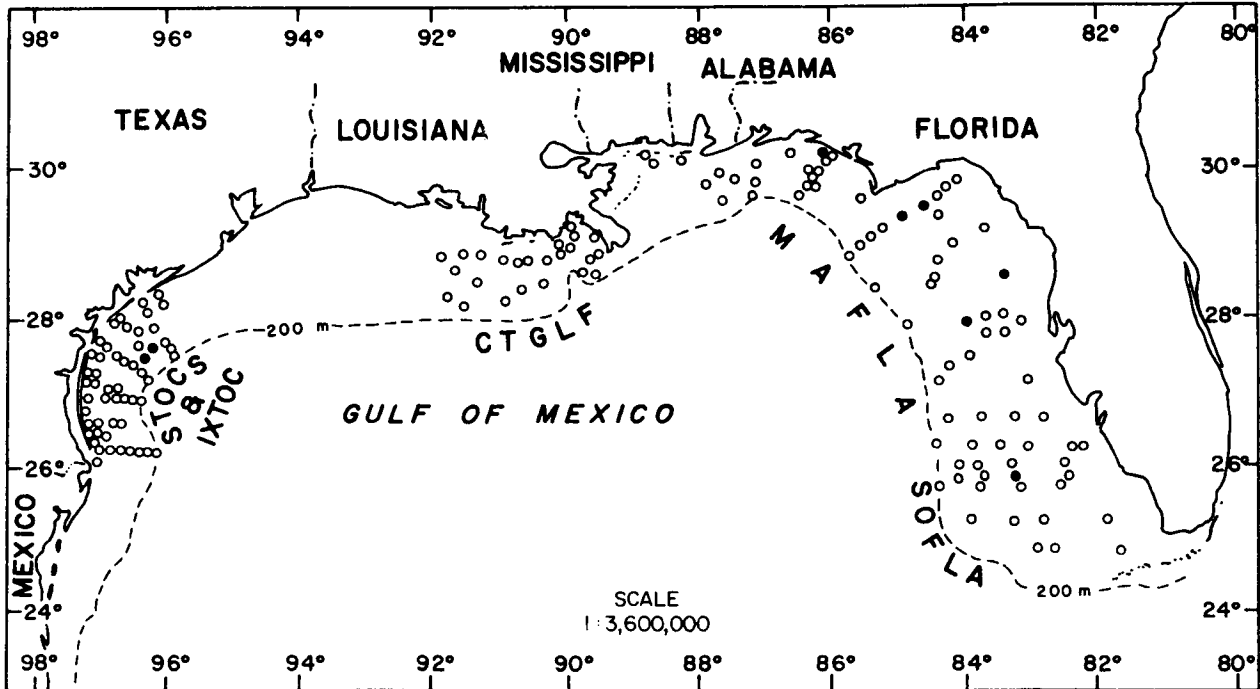 98° 96° 94° 92° 90° 88° 86° 84° 82° 80°
MISSISSIPPI ALABAMA
TEXAS LOUISIANA FLORIDA
30° 30°
MAFLA
28° 28°
200 m
CTGLF
STOCS
&
IXTOC
GULF OF MEXICO
26° 26°
MEXICO
SOFLA
200 m
SCALE
1:3,600,000
24° 24°
98° 96° 94° 92° 90° 88° 86° 84° 82° 80°